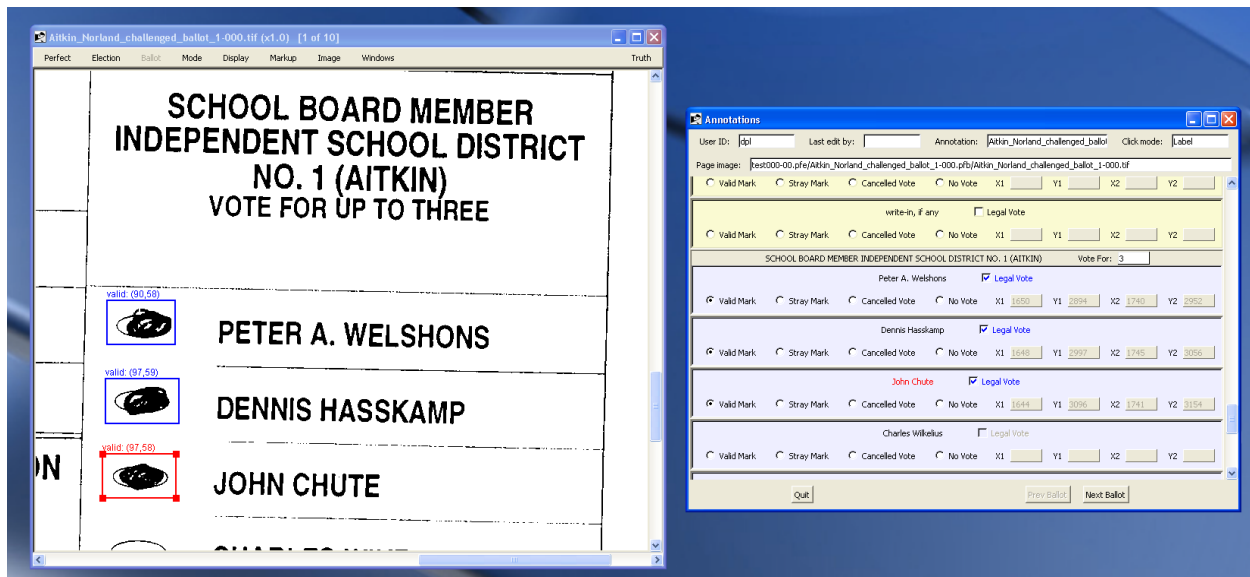 Aitkin_Norland_challenged_ballot_1-000.tif (x1.0) [1 of 10]
Perfect Election Ballot Mode Display Markup Image Windows Truth
SCHOOL BOARD MEMBER
INDEPENDENT SCHOOL DISTRICT
NO. 1 (AITKIN)
VOTE FOR UP TO THREE
valid: (90,58)
PETER A. WELSHONS
valid: (97,59)
DENNIS HASSKAMP
valid: (97,58)
ON
JOHN CHUTE
Annotations
User ID: dpl Last edit by: Annotation: Aitkin_Norland_challenged_ballot Click mode: Label
Page image: test000-00.pfe/Aitkin_Norland_challenged_ballot_1-000.pfb/Aitkin_Norland_challenged_ballot_1-000.tif
Valid Mark Stray Mark Cancelled Vote No Vote X1 Y1 X2 Y2
write-in, if any Legal Vote
Valid Mark Stray Mark Cancelled Vote No Vote X1 Y1 X2 Y2
SCHOOL BOARD MEMBER INDEPENDENT SCHOOL DISTRICT NO. 1 (AITKIN) Vote For: 3
Peter A. Welshons Legal Vote
Valid Mark Stray Mark Cancelled Vote No Vote X1 1650 Y1 2894 X2 1740 Y2 2952
Dennis Hasskamp Legal Vote
Valid Mark Stray Mark Cancelled Vote No Vote X1 1648 Y1 2997 X2 1745 Y2 3056
John Chute Legal Vote
Valid Mark Stray Mark Cancelled Vote No Vote X1 1644 Y1 3096 X2 1741 Y2 3154
Charles Wilkelius Legal Vote
Valid Mark Stray Mark Cancelled Vote No Vote X1 Y1 X2 Y2
Quit Prev Ballot Next Ballot